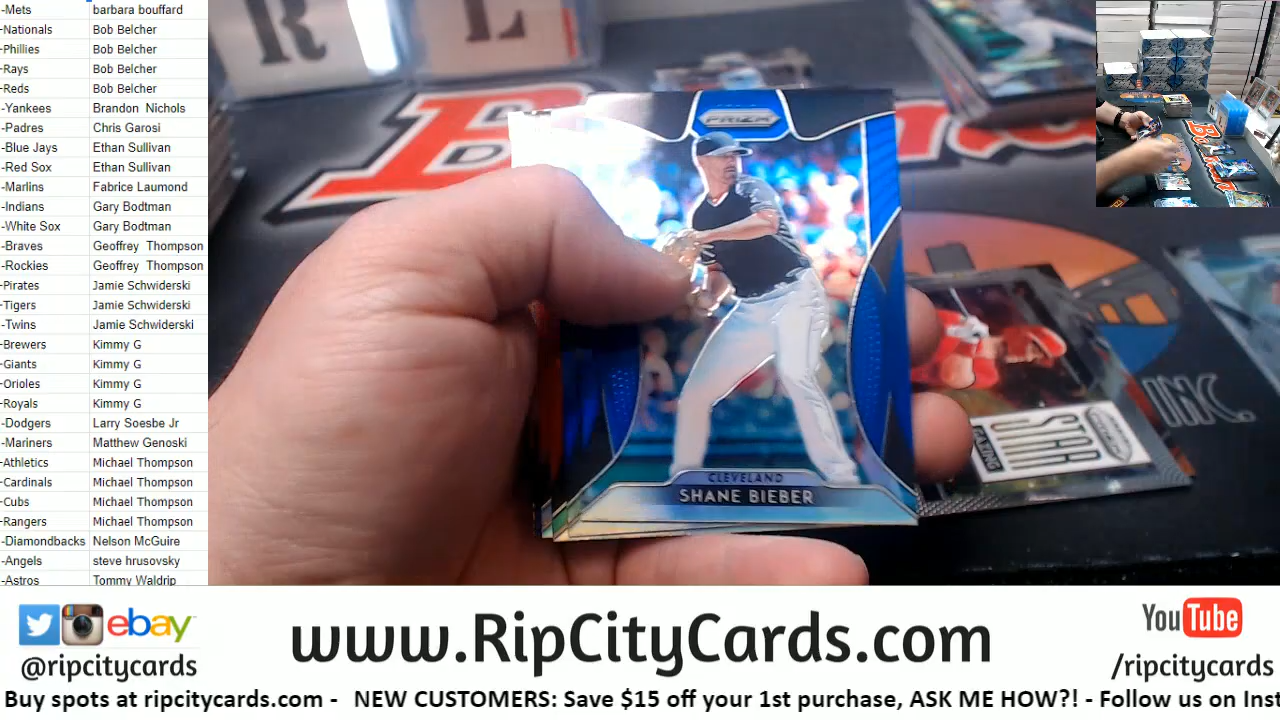 -Mets barbara bouffard
-Nationals Bob Belcher
-Phillies Bob Belcher
-Rays Bob Belcher
-Reds Bob Belcher
-Yankees Brandon Nichols
-Padres Chris Garosi
-Blue Jays Ethan Sullivan
-Red Sox Ethan Sullivan
-Marlins Fabrice Laumond
-Indians Gary Bodtman
-White Sox Gary Bodtman
-Braves Geoffrey Thompson
-Rockies Geoffrey Thompson
-Pirates Jamie Schwiderski
-Tigers Jamie Schwiderski
-Twins Jamie Schwiderski
-Brewers Kimmy G
-Giants Kimmy G
-Orioles Kimmy G
-Royals Kimmy G
-Dodgers Larry Soesbe Jr
-Mariners Matthew Genoski
-Athletics Michael Thompson
-Cardinals Michael Thompson
-Cubs Michael Thompson
-Rangers Michael Thompson
-Diamondbacks Nelson McGuire
-Angels steve hrusovsky
-Astros Tommy Waldrip
R L
PRIZM
CLEVELAND
SHANE BIEBER
STAR
GAZING
INC.
ebay
@ripcitycards
www.RipCityCards.com
YouTube
/ripcitycards
Buy spots at ripcitycards.com - NEW CUSTOMERS: Save $15 off your 1st purchase, ASK ME HOW?! - Follow us on Inst